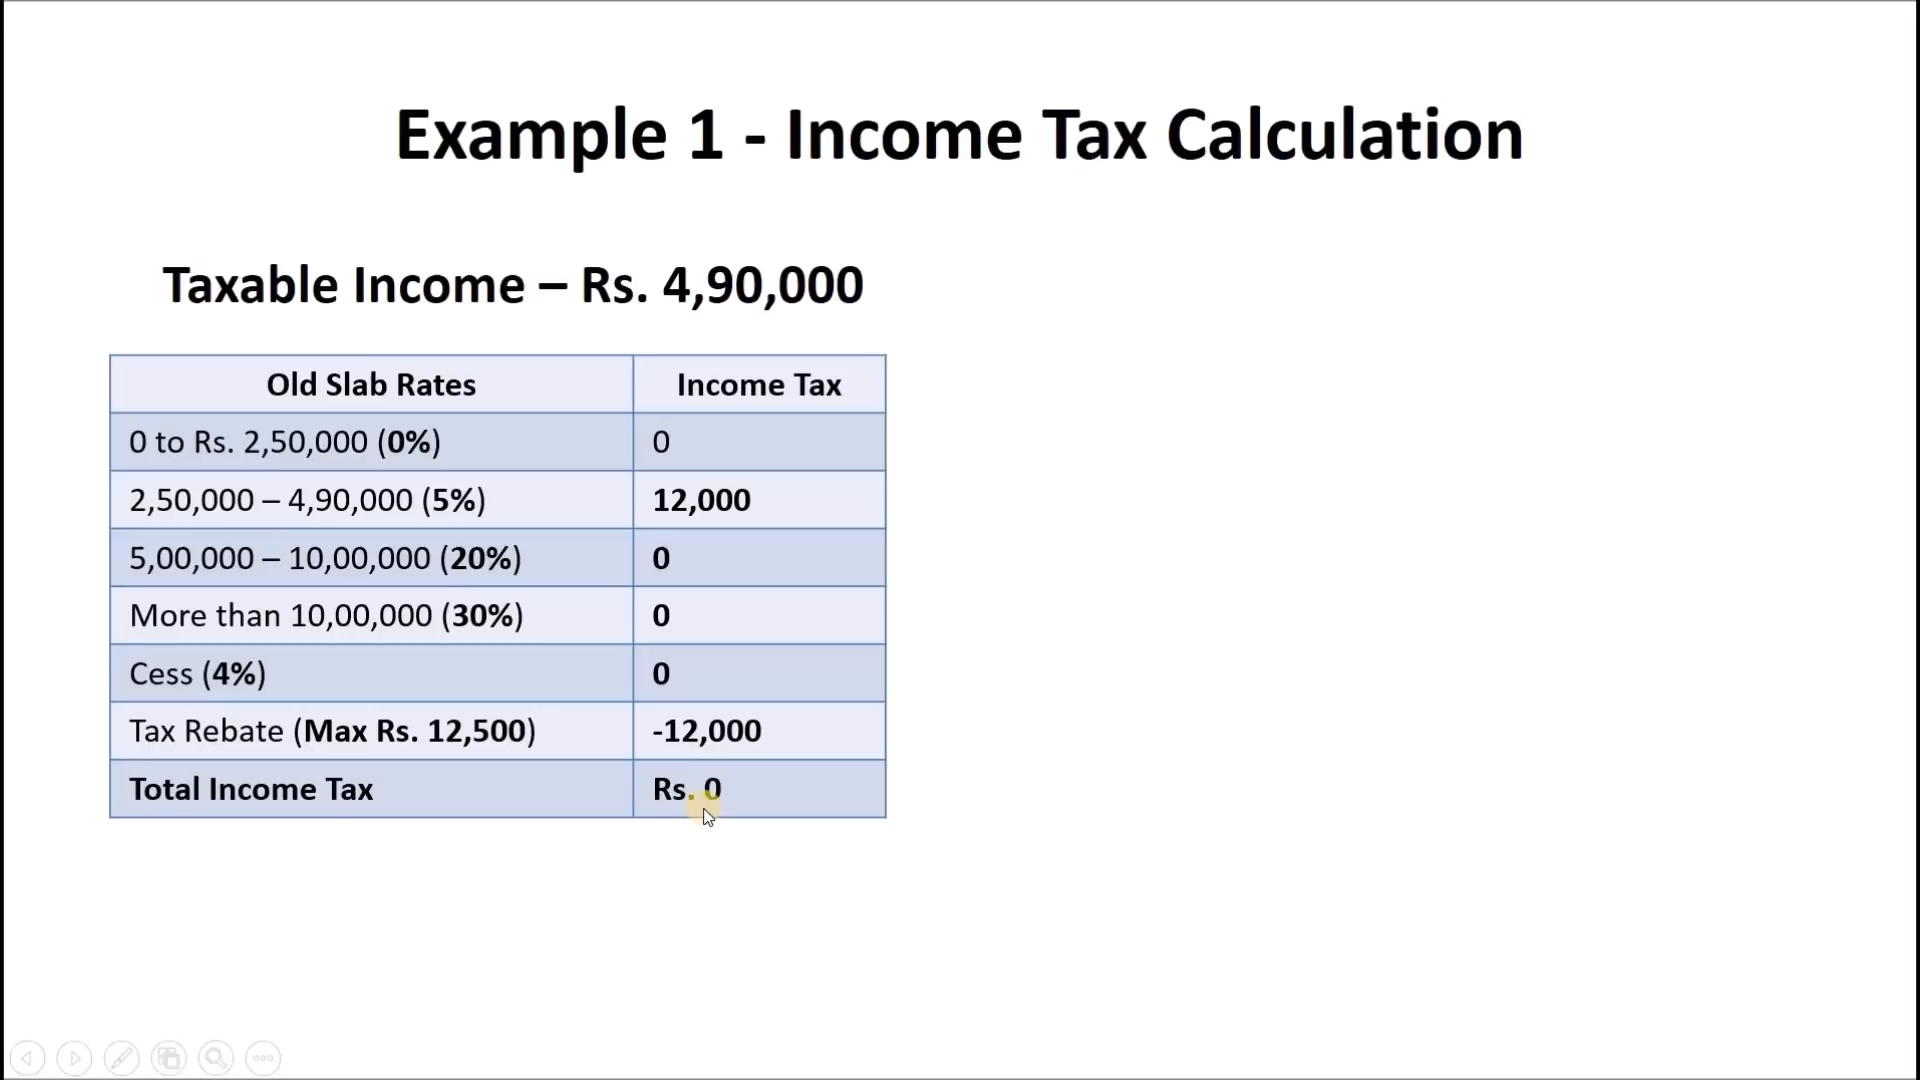 Example 1 - Income Tax Calculation
Taxable Income – Rs. 4,90,000
Old Slab Rates Income Tax
0 to Rs. 2,50,000 (0%) 0
2,50,000 – 4,90,000 (5%) 12,000
5,00,000 – 10,00,000 (20%) 0
More than 10,00,000 (30%) 0
Cess (4%) 0
Tax Rebate (Max Rs. 12,500) -12,000
Total Income Tax Rs. 0